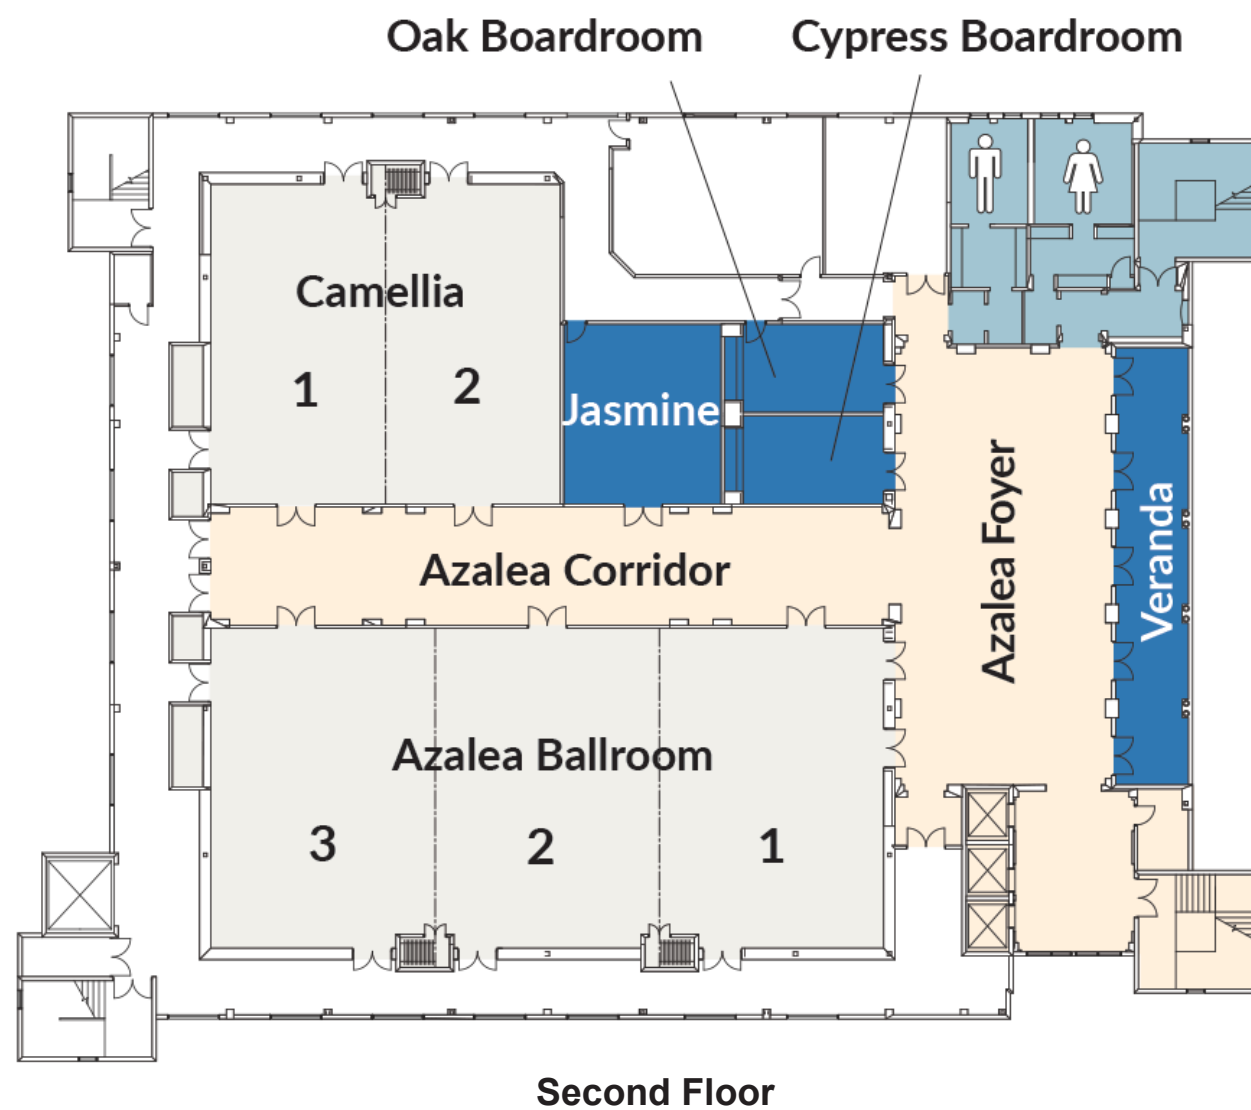 Oak Boardroom
Cypress Boardroom
Camellia
1
2
Jasmine
Azalea Corridor
Azalea Foyer
Veranda
Azalea Ballroom
3
2
1
Second Floor